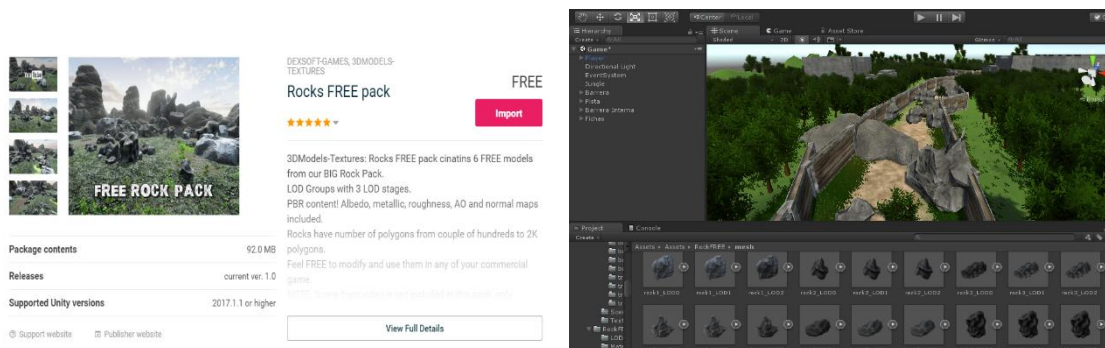 DEXSOFT-GAMES, 3DMODELS-
TEXTURES
Rocks FREE pack
FREE
Import
FREE ROCK PACK
3DModels-Textures: Rocks FREE pack cinatins 6 FREE models
from our BIG Rock Pack.
LOD Groups with 3 LOD stages.
PBR content! Albedo, metallic, roughness, AO and normal maps
included.
Rocks have number of polygons from couple of hundreds to 2K
polygons.
Feel FREE to modify and use them in any of your commercial
game.
Package contents 92.0 MB
Releases current ver. 1.0
Supported Unity versions 2017.1.1 or higher
Support website Publisher website
View Full Details
Center Local
Hierarchy
Create
Game*
Player
Directional Light
EventSystem
Jungle
Barrera
Pista
Barrera Interna
Fichas
Scene Game Asset Store
Shaded 2D Gizmos
Project Console
Create
Assets Assets RockFREE mesh
rock1_LOD0 rock1_LOD1 rock1_LOD2 rock2_LOD0 rock2_LOD1 rock2_LOD2 rock3_LOD0 rock3_LOD1 rock3_LOD2